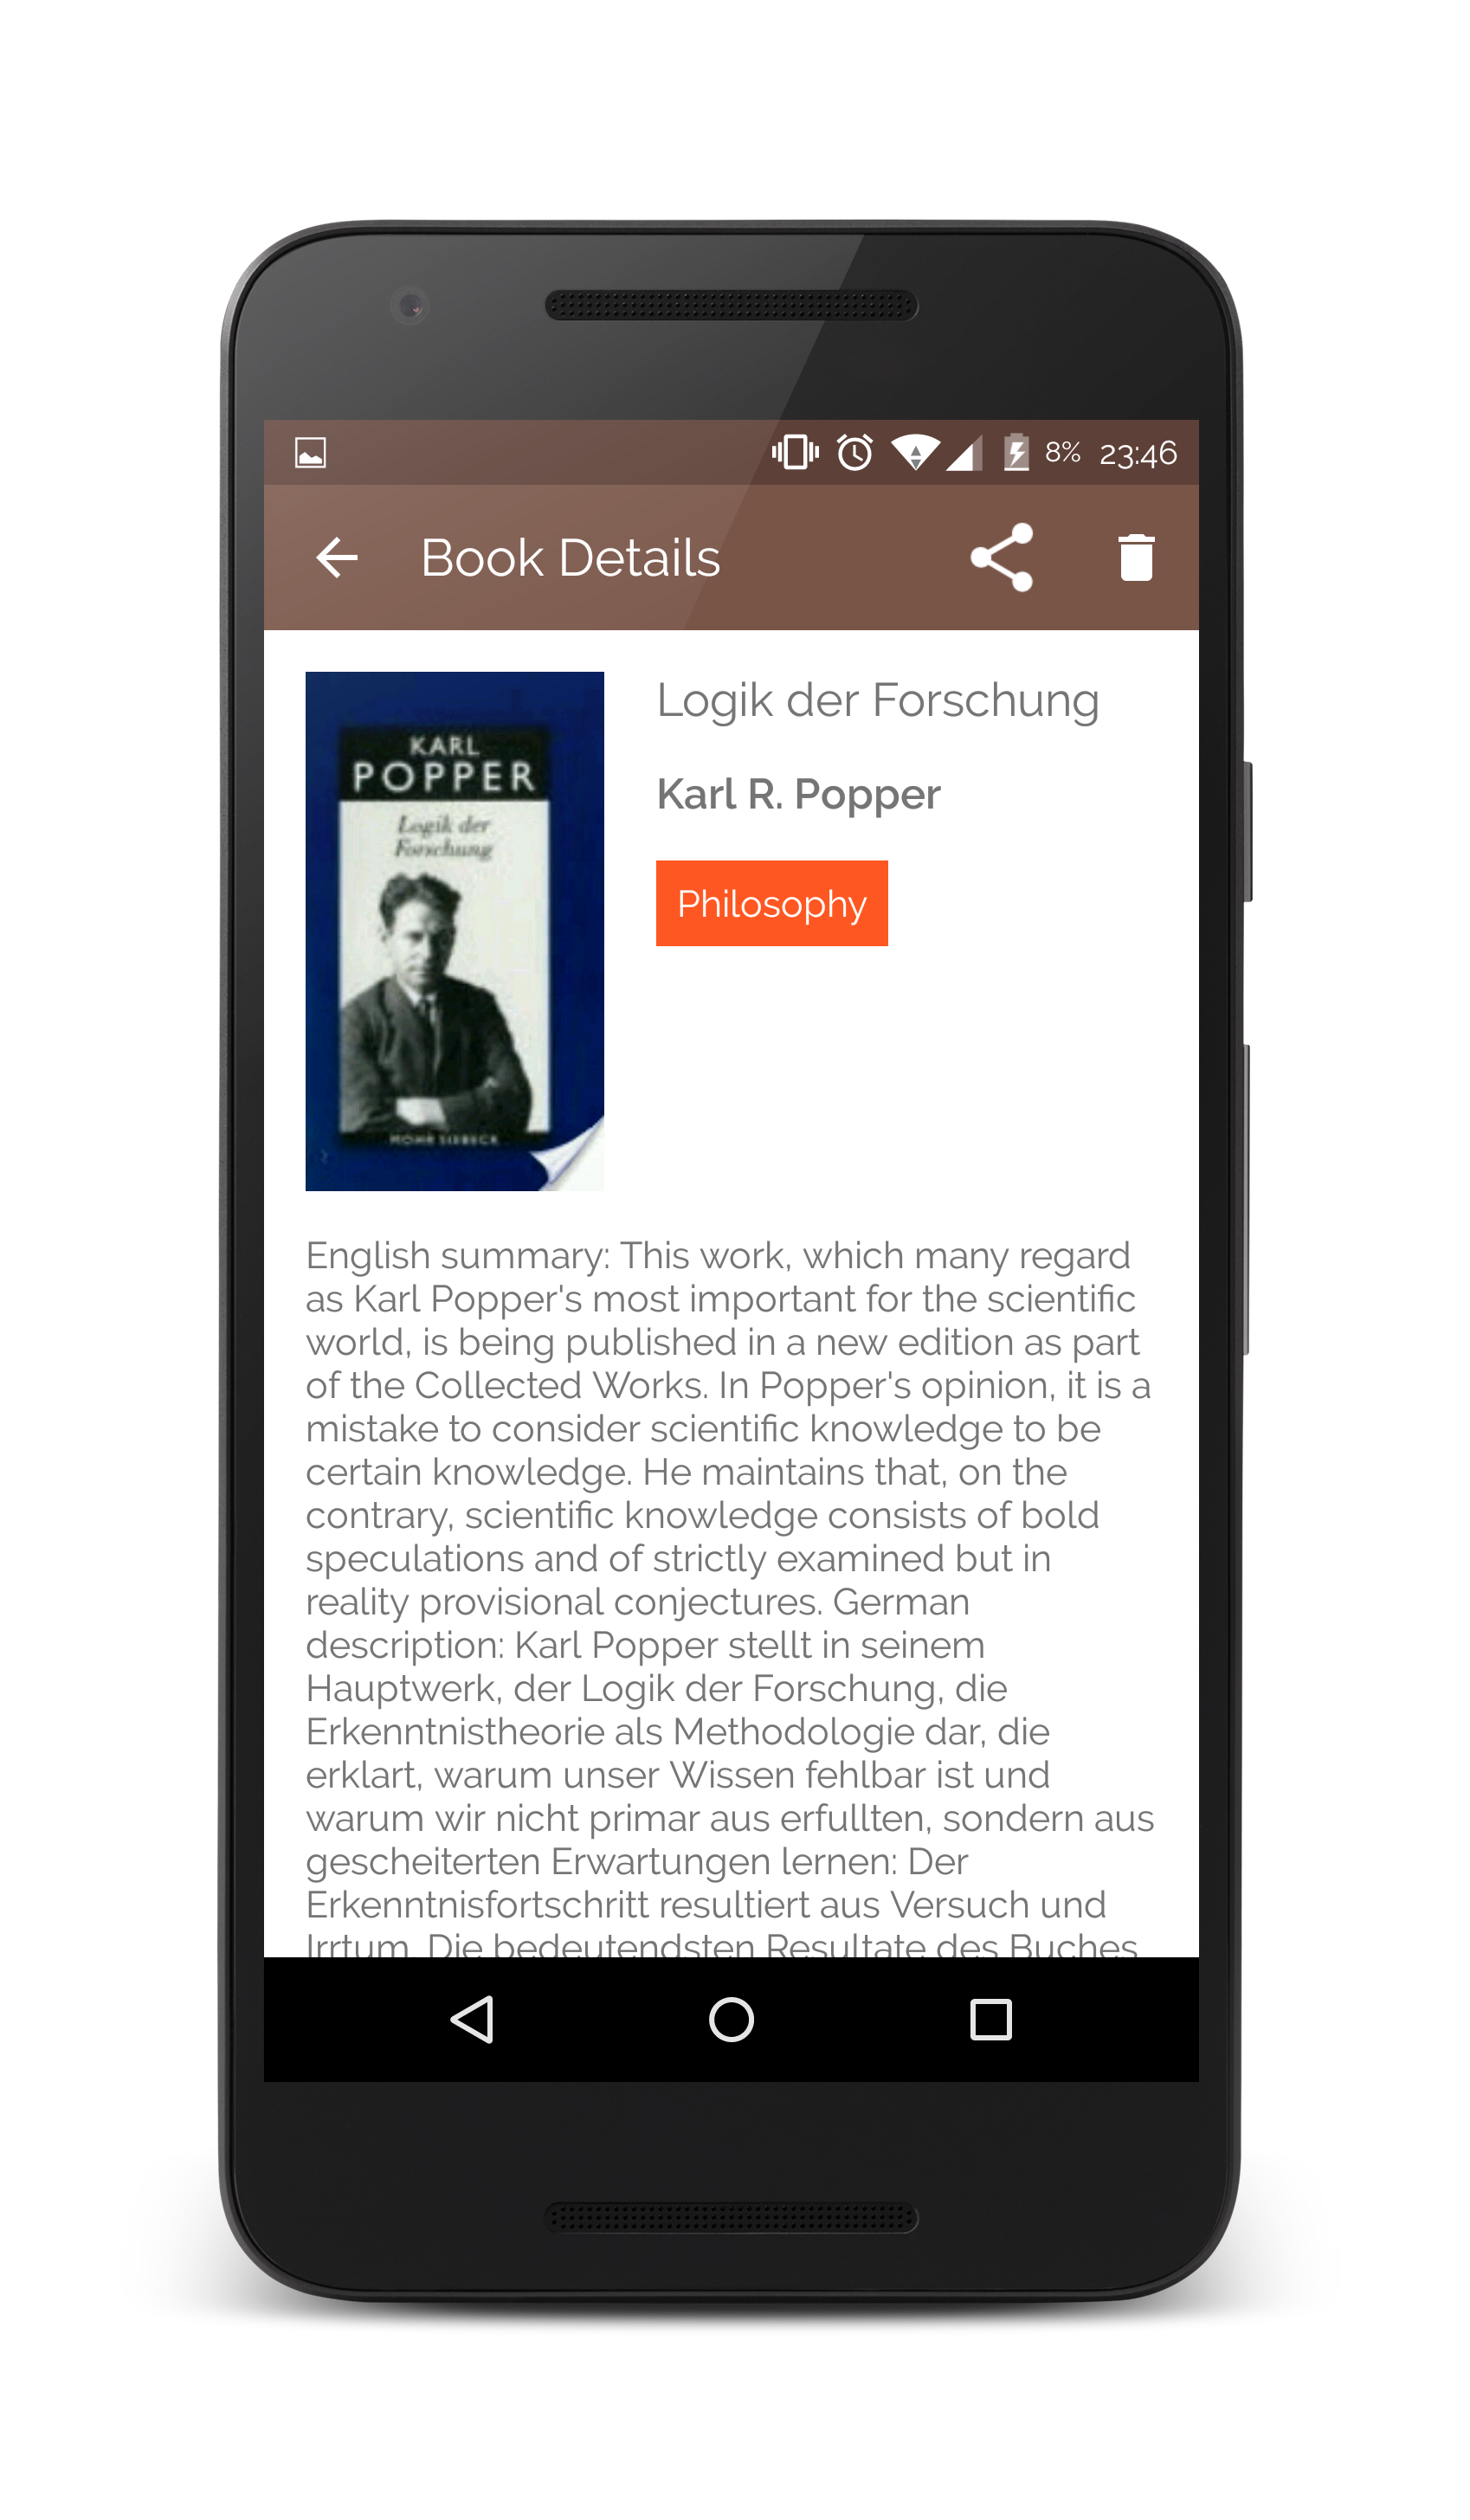 8% 23:46
Book Details
KARL
POPPER
Logik der
Forschung
MOHR SIEBECK
Logik der Forschung
Karl R. Popper
Philosophy
English summary: This work, which many regard
as Karl Popper's most important for the scientific
world, is being published in a new edition as part
of the Collected Works. In Popper's opinion, it is a
mistake to consider scientific knowledge to be
certain knowledge. He maintains that, on the
contrary, scientific knowledge consists of bold
speculations and of strictly examined but in
reality provisional conjectures. German
description: Karl Popper stellt in seinem
Hauptwerk, der Logik der Forschung, die
Erkenntnistheorie als Methodologie dar, die
erklart, warum unser Wissen fehlbar ist und
warum wir nicht primar aus erfullten, sondern aus
gescheiterten Erwartungen lernen: Der
Erkenntnisfortschritt resultiert aus Versuch und
Irrtum. Die bedeutendsten Resultate des Buches